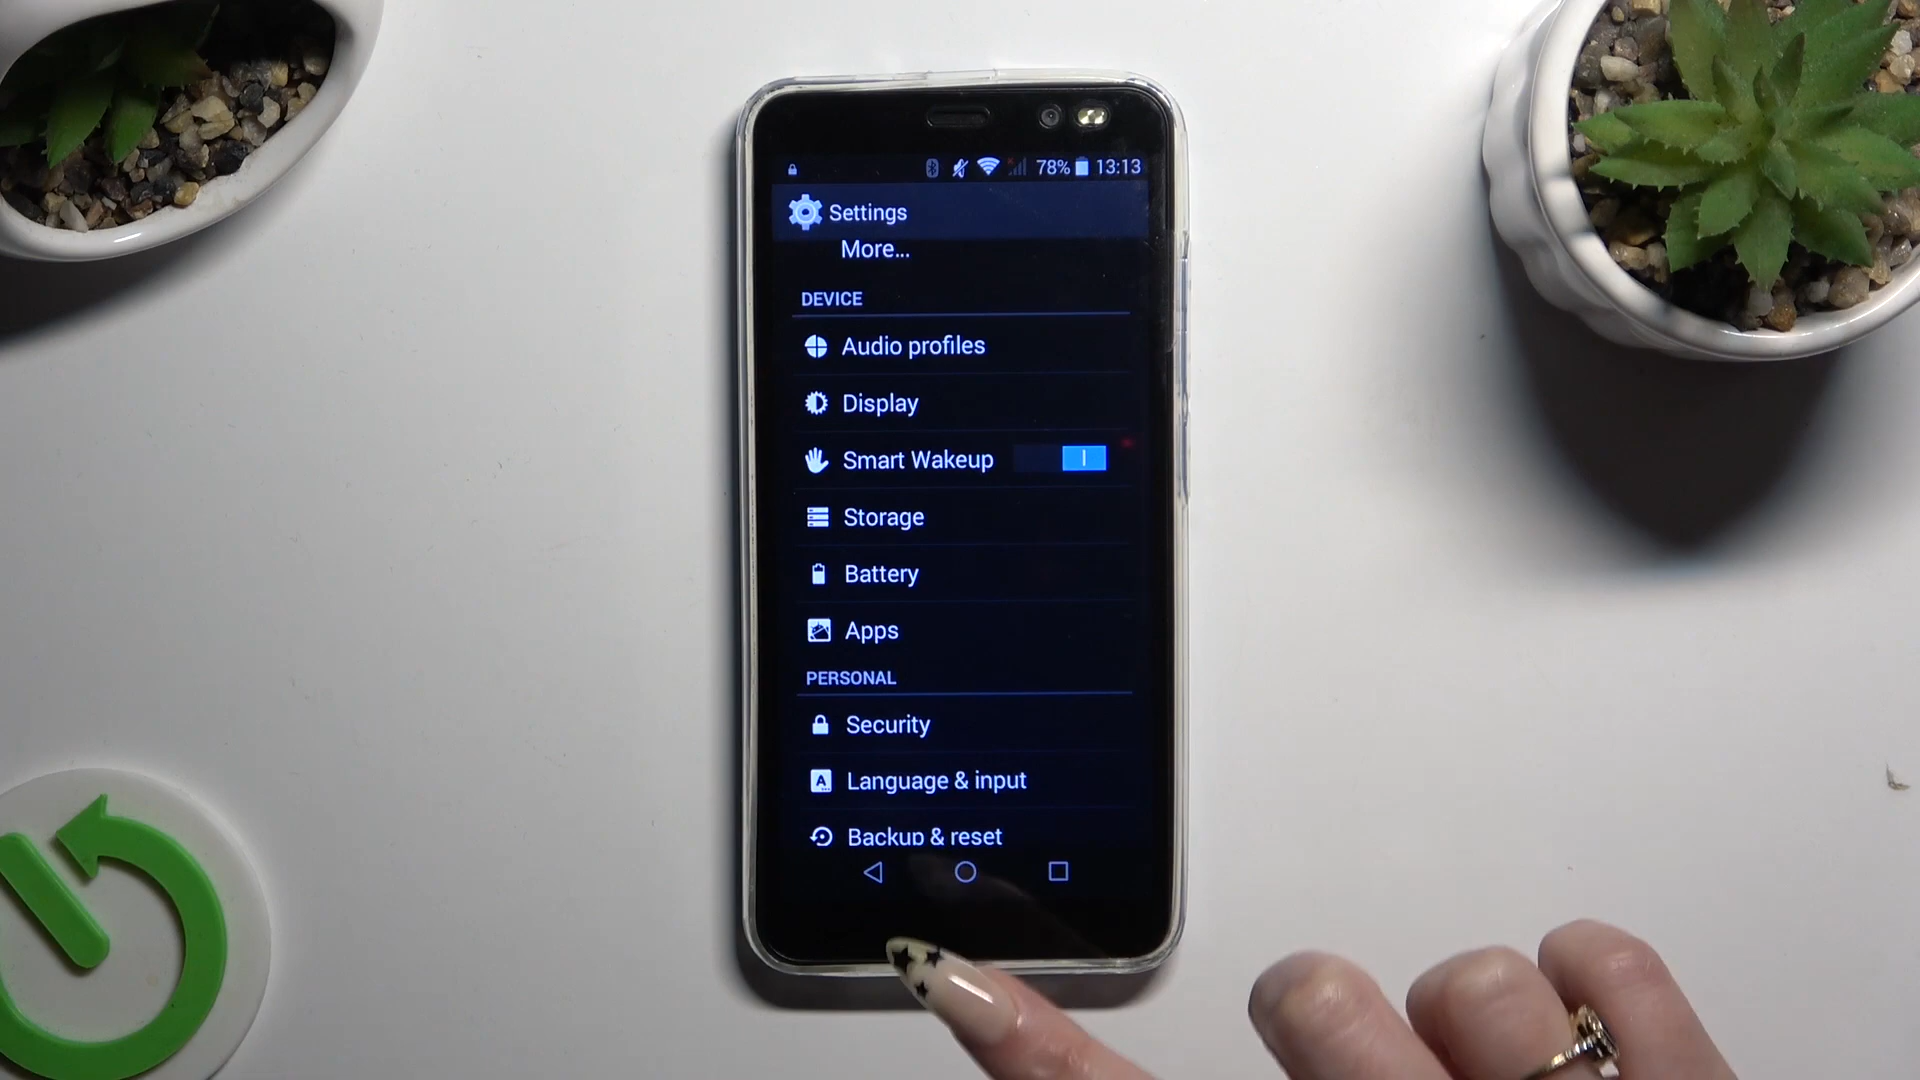 78% 13:13
Settings
More...
DEVICE
Audio profiles
Display
Smart Wakeup
Storage
Battery
Apps
PERSONAL
Security
A Language & input
Backup & reset